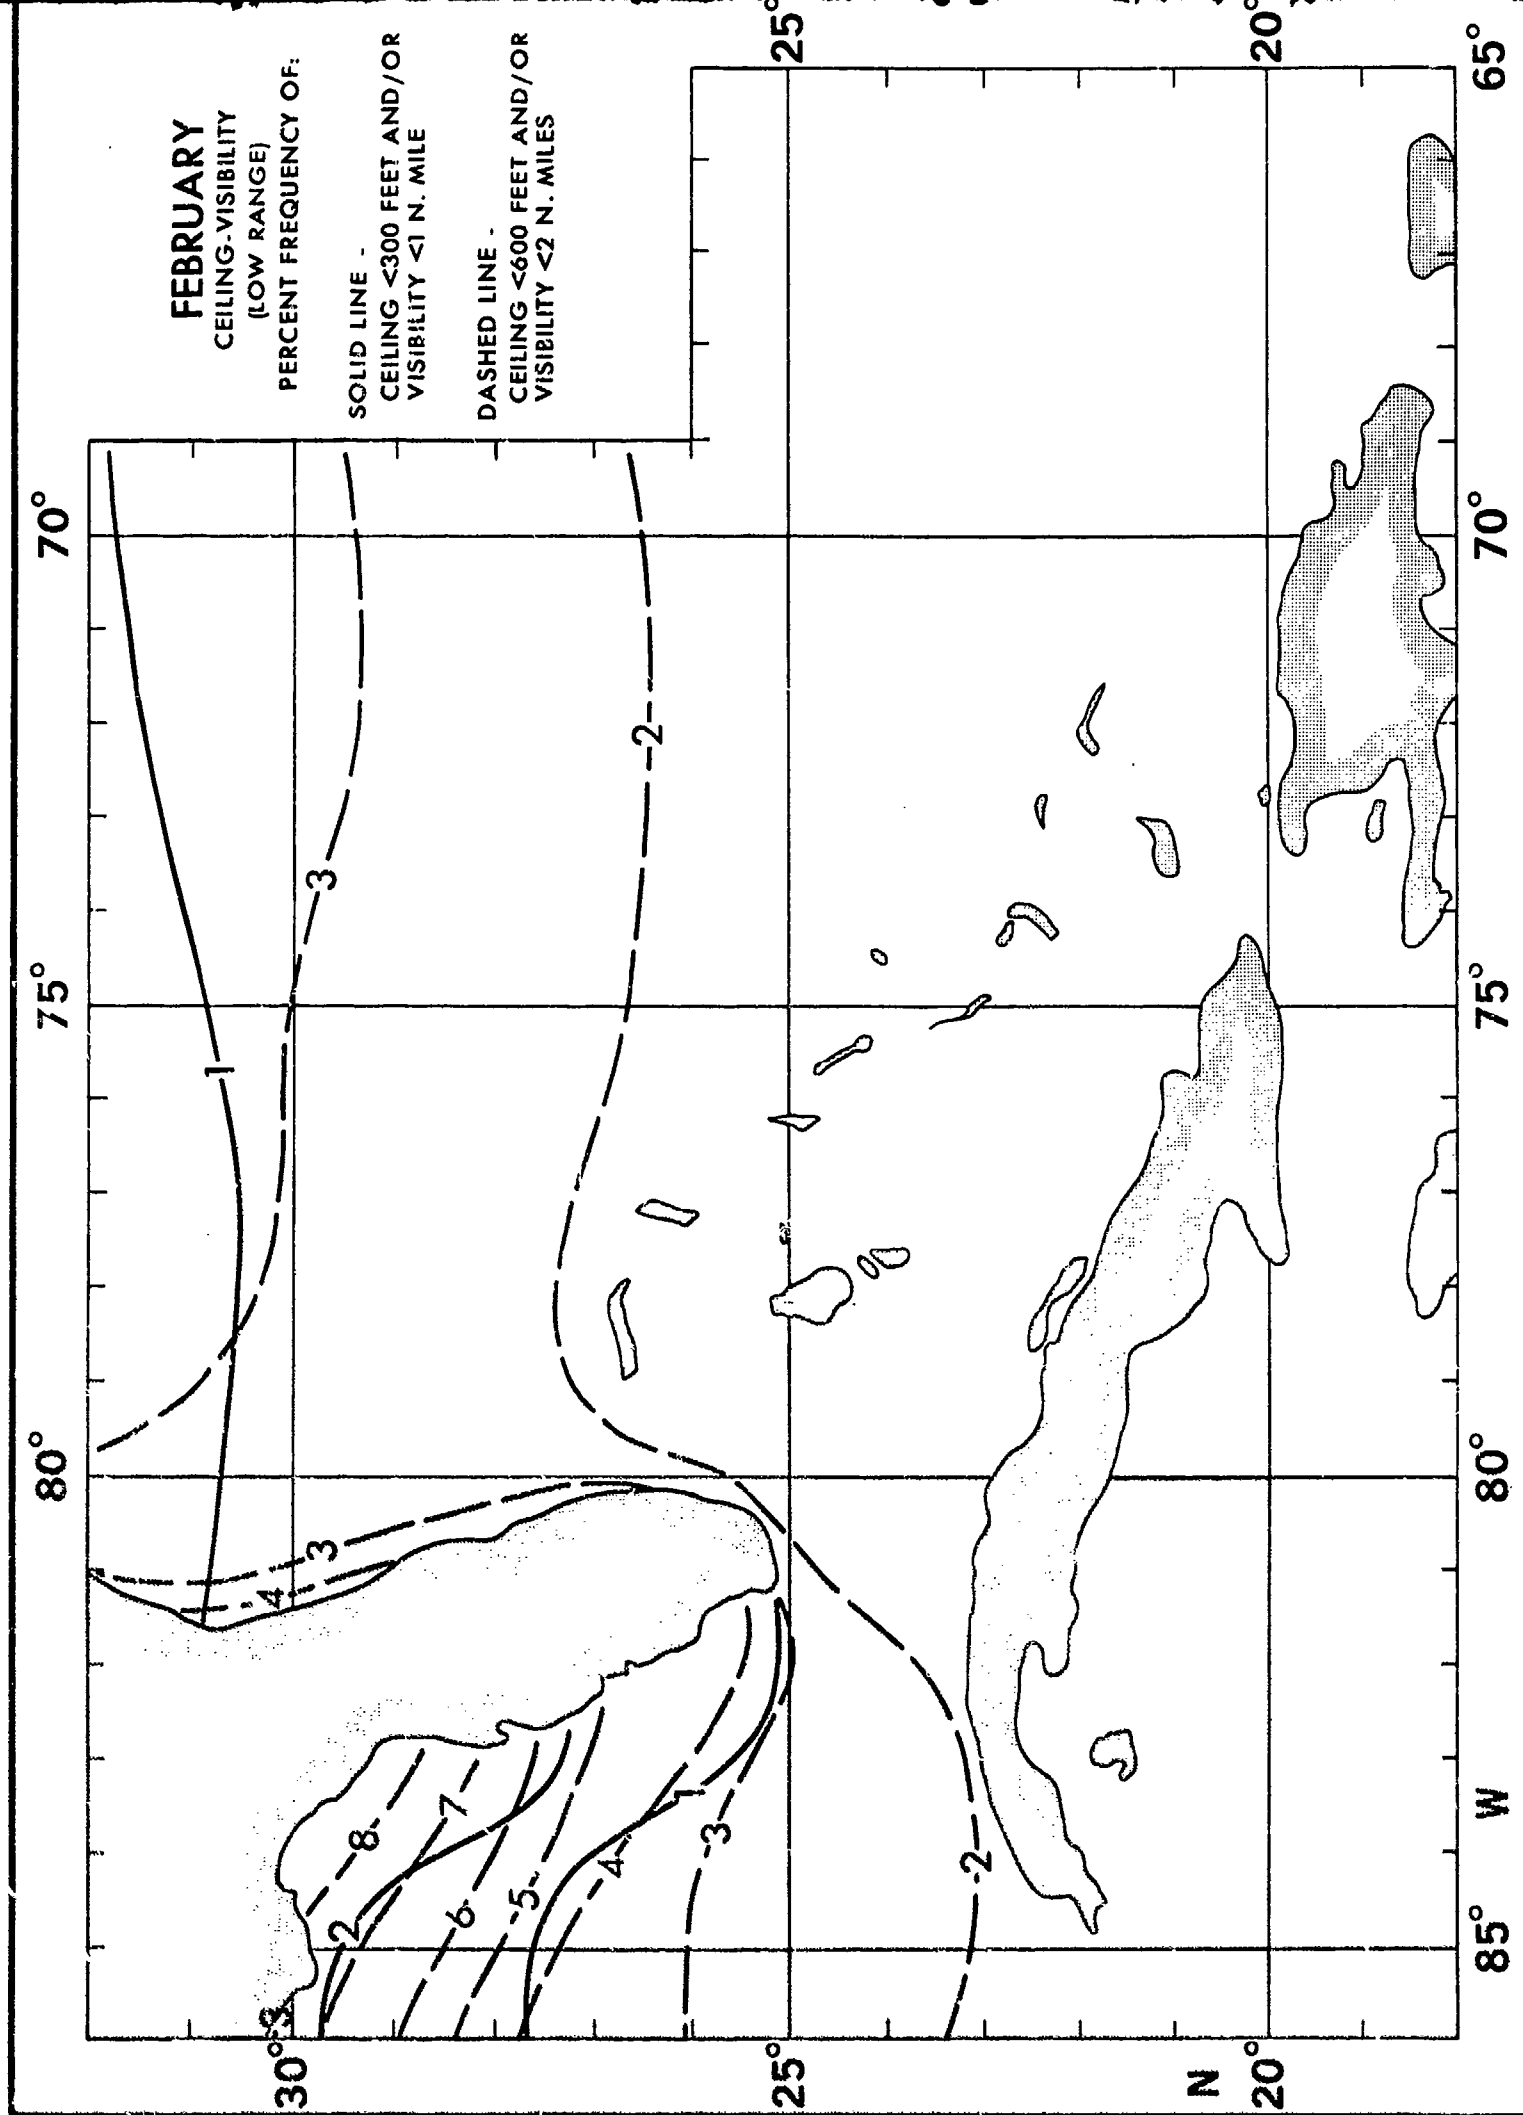 FEBRUARY
CEILING-VISIBILITY
(LOW RANGE)
PERCENT FREQUENCY OF:
SOLID LINE -
CEILING <300 FEET AND/OR
VISIBILITY <1 N. MILE
DASHED LINE -
CEILING <600 FEET AND/OR
VISIBILITY <2 N. MILES
80°
75°
70°
30°
25°
N
20°
25°
20°
85°
W
80°
75°
70°
65°
1
3
2
3
4
8
7
2
6
5
4
1
3
2